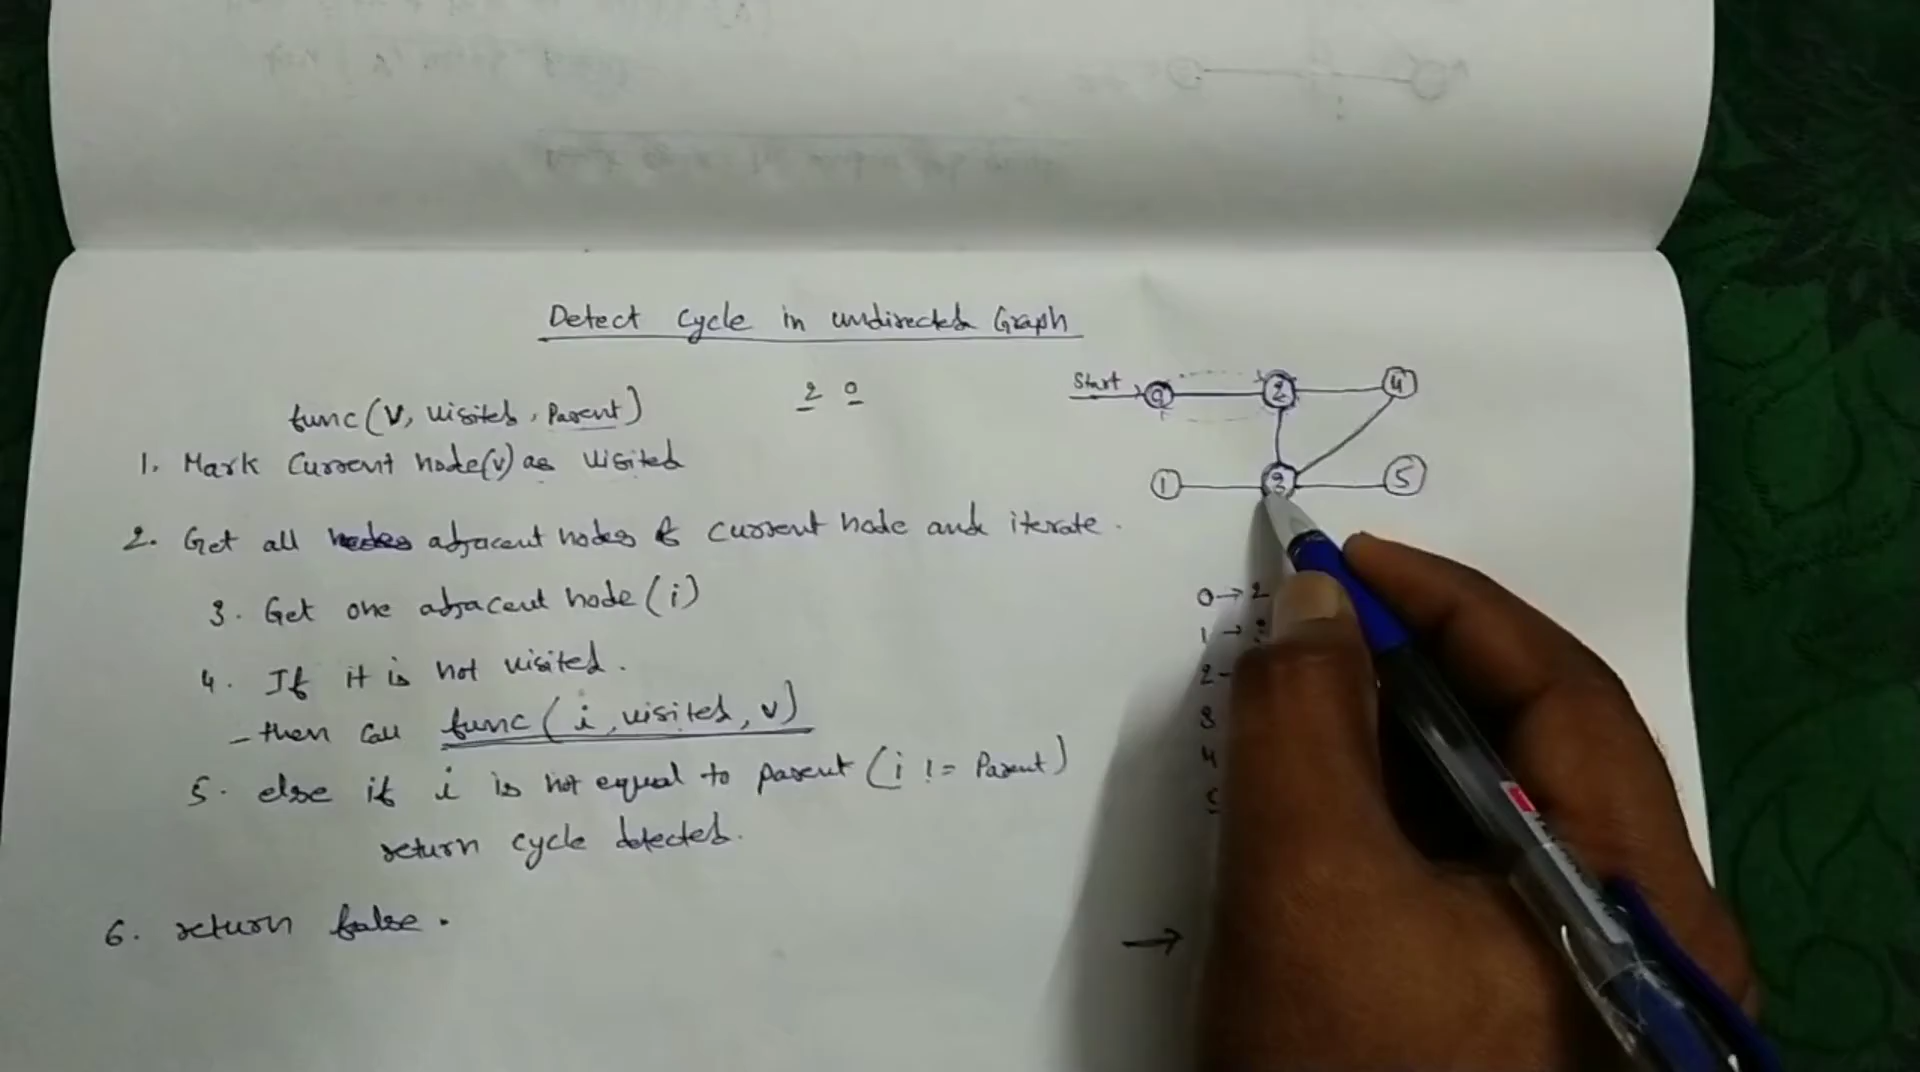 Detect Cycle in undirected Graph
func(V, visited, Parent)
2 0
1. Mark Current node(v) as visited
2. Get all nodes adjacent nodes of current node and iterate.
3. Get one adjacent node (i)
4. If it is not visited.
- then call func(i, visited, v)
5. else if i is not equal to parent (i != Parent)
return cycle detected.
6. return false.
Start
0 2 4
1 3 5
0 → 2
1 →
2 -
3
4
5
→